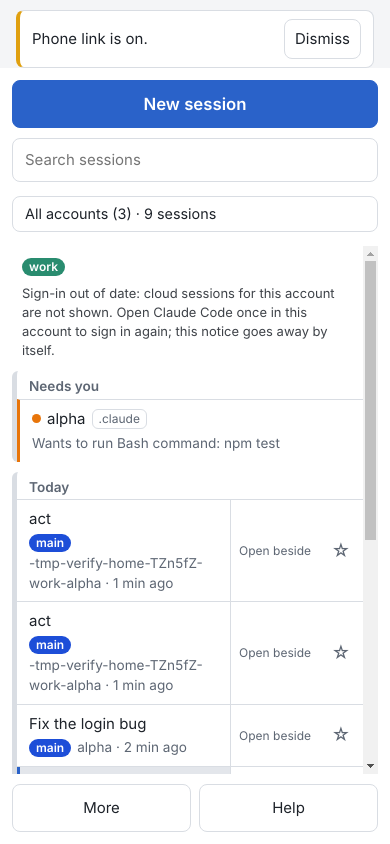 Phone link is on.
Dismiss
New session
Search sessions
All accounts (3) · 9 sessions
work
Sign-in out of date: cloud sessions for this account
are not shown. Open Claude Code once in this
account to sign in again; this notice goes away by
itself.
Needs you
alpha .claude
Wants to run Bash command: npm test
Today
act
main
-tmp-verify-home-TZn5fZ-
work-alpha · 1 min ago
Open beside
act
main
-tmp-verify-home-TZn5fZ-
work-alpha · 1 min ago
Open beside
Fix the login bug
main alpha · 2 min ago
Open beside
More
Help